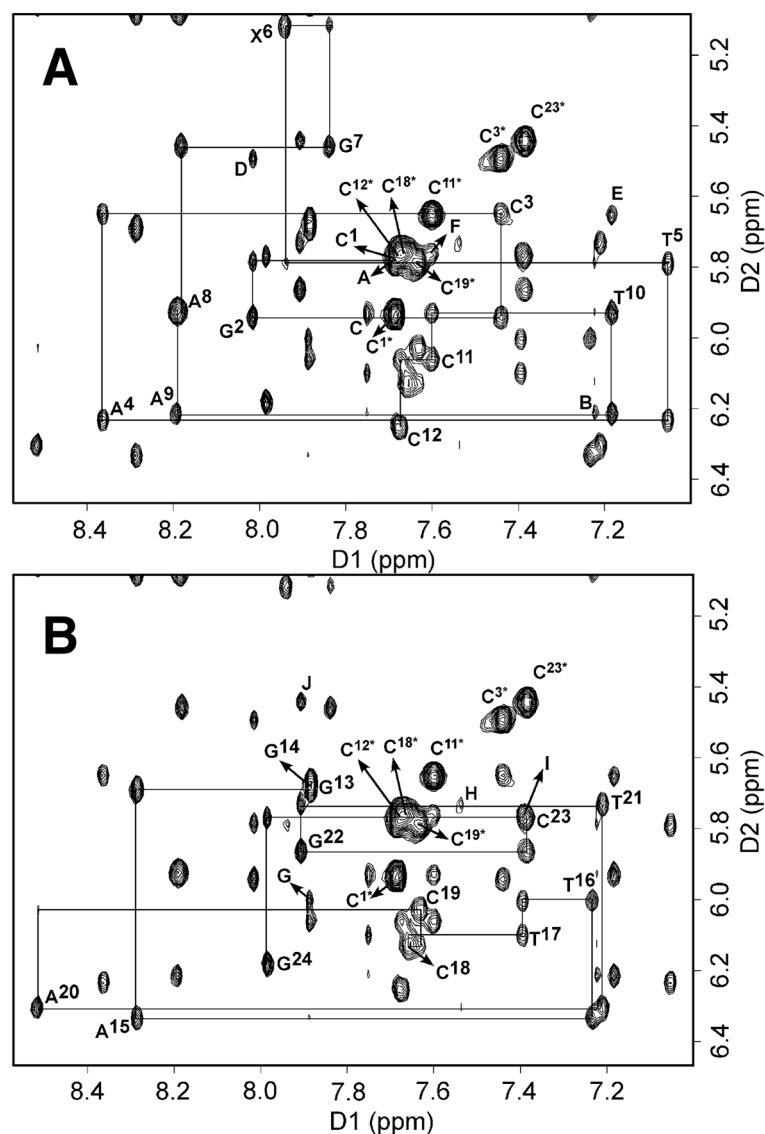 A
X6
G7
D
C23*
C3*
C12*
C18*
C11*
C3
E
C1
F
T5
A
C19*
A8
G2
C
C1*
C11
T10
A4
A9
B
C12
5.2
5.4
5.6
5.8
6.0
6.2
6.4
D2 (ppm)
8.4 8.2 8.0 7.8 7.6 7.4 7.2
D1 (ppm)
B
J
C23*
C3*
G14
C12*
C18*
C11*
I
G13
H
T21
C23
G22
C19*
G
C1*
C19
T16
T17
G24
C18
A20
A15
5.2
5.4
5.6
5.8
6.0
6.2
6.4
D2 (ppm)
8.4 8.2 8.0 7.8 7.6 7.4 7.2
D1 (ppm)